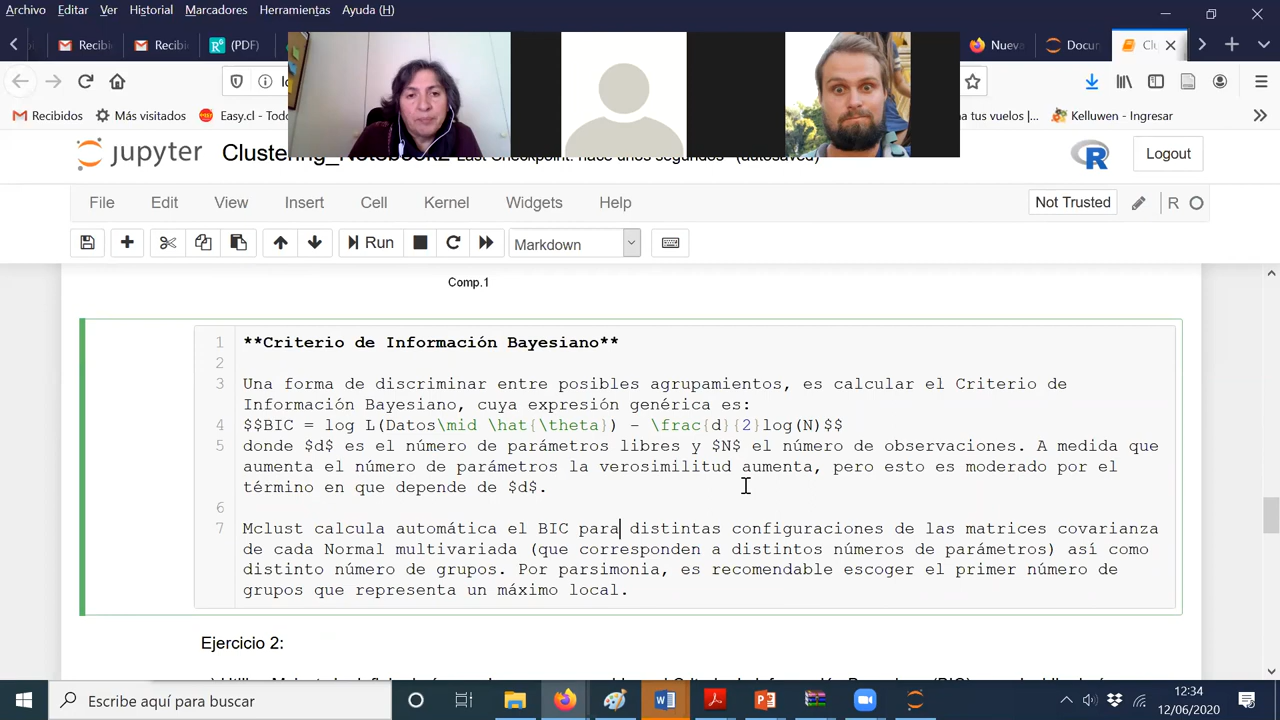 Archivo Editar Ver Historial Marcadores Herramientas Ayuda (H)
Recibi Recibi (PDF) Nueva Docun Clu
Recibidos Más visitados Easy.cl - Todo na tus vuelos /... Kelluwen - Ingresar
jupyter Clustering_Notebook2 Last Checkpoint: hace unos segundos (autosaved)
R Logout
File Edit View Insert Cell Kernel Widgets Help Not Trusted R
Run Markdown
Comp.1
1 **Criterio de Información Bayesiano**
2
3 Una forma de discriminar entre posibles agrupamientos, es calcular el Criterio de
Información Bayesiano, cuya expresión genérica es:
4 $$BIC = log L(Datos\mid \hat{\theta}) - \frac{d}{2}log(N)$$
5 donde $d$ es el número de parámetros libres y $N$ el número de observaciones. A medida que
aumenta el número de parámetros la verosimilitud aumenta, pero esto es moderado por el
término en que depende de $d$.
6
7 Mclust calcula automática el BIC para distintas configuraciones de las matrices covarianza
de cada Normal multivariada (que corresponden a distintos números de parámetros) así como
distinto número de grupos. Por parsimonia, es recomendable escoger el primer número de
grupos que representa un máximo local.
Ejercicio 2:
Escribe aquí para buscar
12:34
12/06/2020